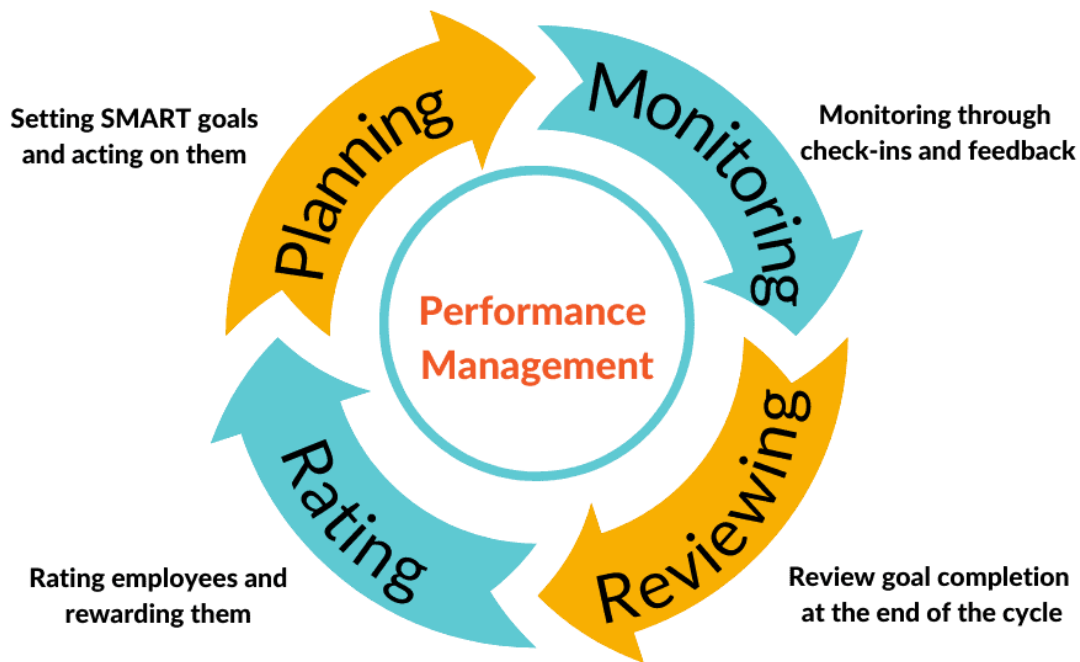 Planning
Setting SMART goals
and acting on them
Monitoring
Monitoring through
check-ins and feedback
Performance
Management
Reviewing
Review goal completion
at the end of the cycle
Rating
Rating employees and
rewarding them